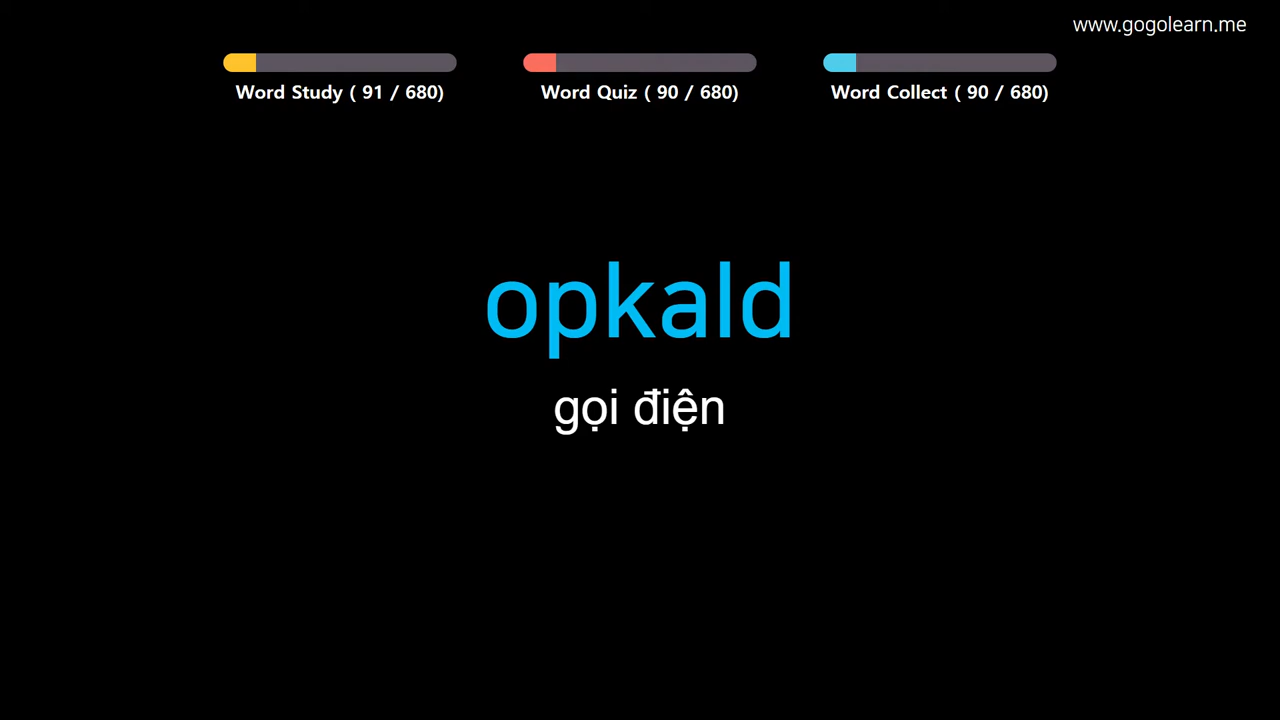 www.gogolearn.me
Word Study ( 91 / 680)
Word Quiz ( 90 / 680)
Word Collect ( 90 / 680)
opkald
gọi điện